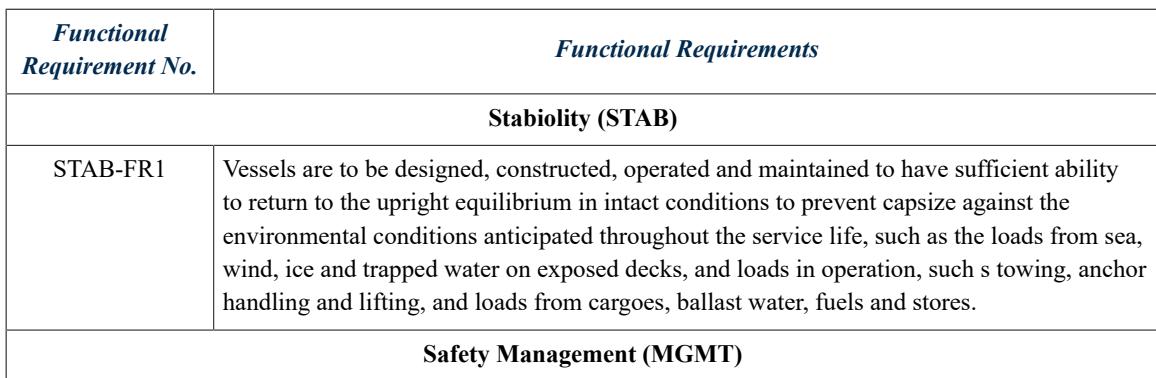 Functional
Requirement No.
Functional Requirements
Stabiolity (STAB)
STAB-FR1
Vessels are to be designed, constructed, operated and maintained to have sufficient ability
to return to the upright equilibrium in intact conditions to prevent capsize against the
environmental conditions anticipated throughout the service life, such as the loads from sea,
wind, ice and trapped water on exposed decks, and loads in operation, such s towing, anchor
handling and lifting, and loads from cargoes, ballast water, fuels and stores.
Safety Management (MGMT)